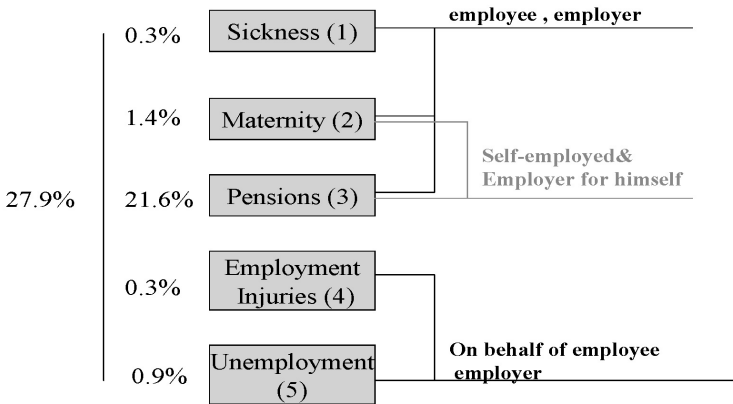 employee , employer
0.3%
Sickness (1)
1.4%
Maternity (2)
Self-employed&
Employer for himself
27.9%
21.6%
Pensions (3)
0.3%
Employment
Injuries (4)
On behalf of employee
employer
0.9%
Unemployment
(5)